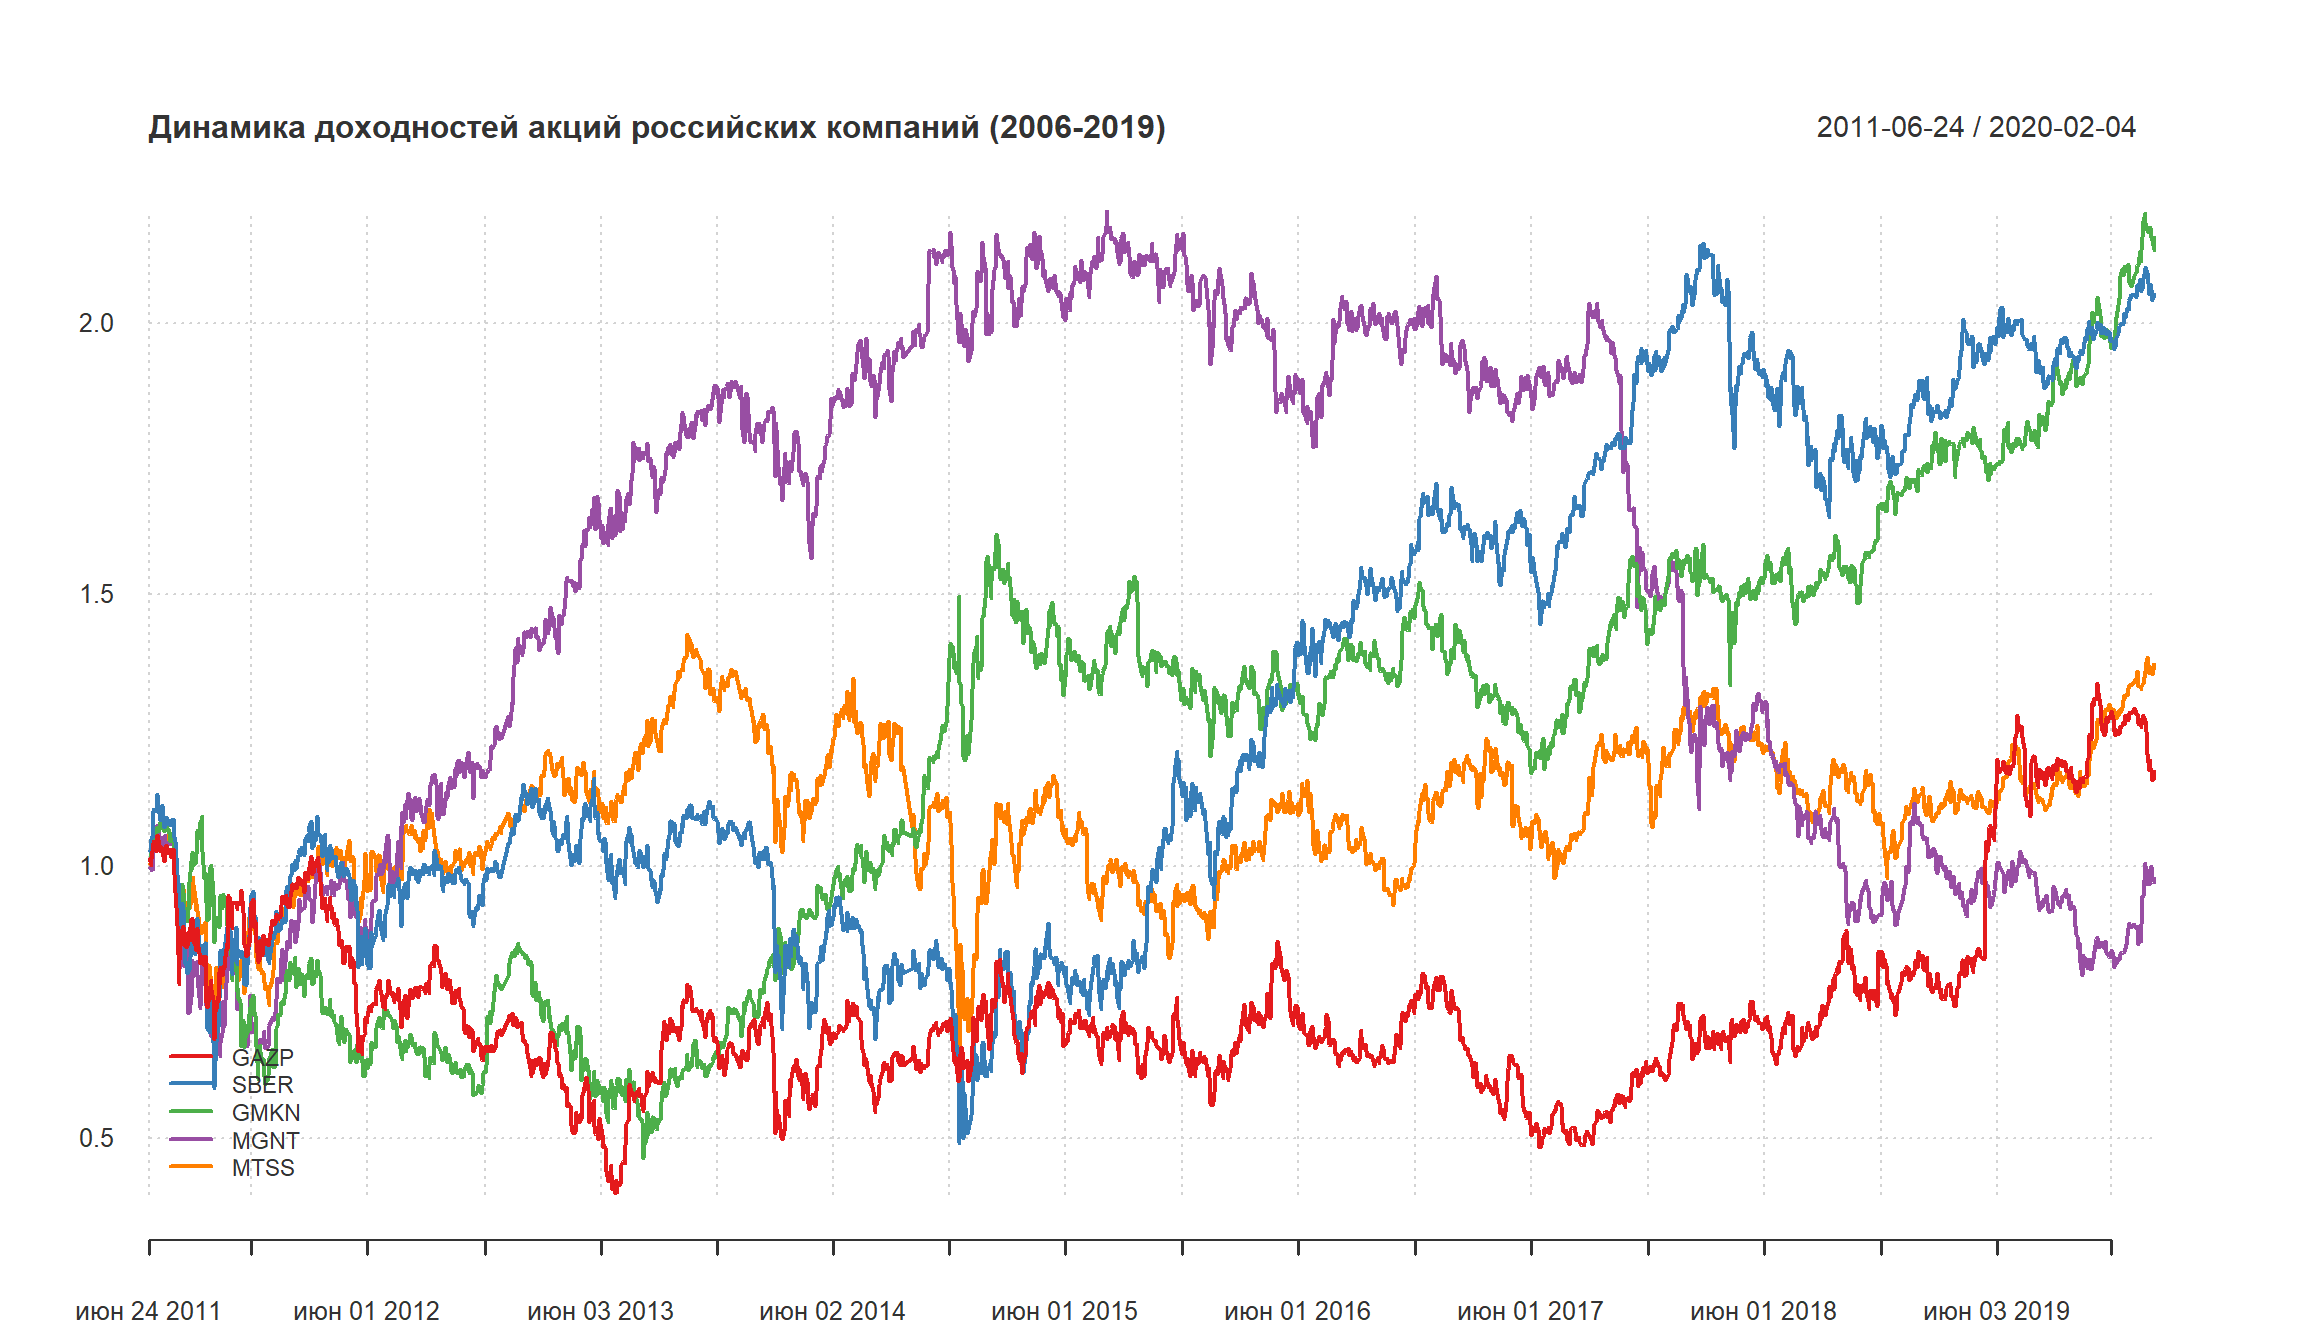 Динамика доходностей акций российских компаний (2006-2019)
2011-06-24 / 2020-02-04
2.0
1.5
1.0
0.5
GAZP
SBER
GMKN
MGNT
MTSS
июн 24 2011
июн 01 2012
июн 03 2013
июн 02 2014
июн 01 2015
июн 01 2016
июн 01 2017
июн 01 2018
июн 03 2019